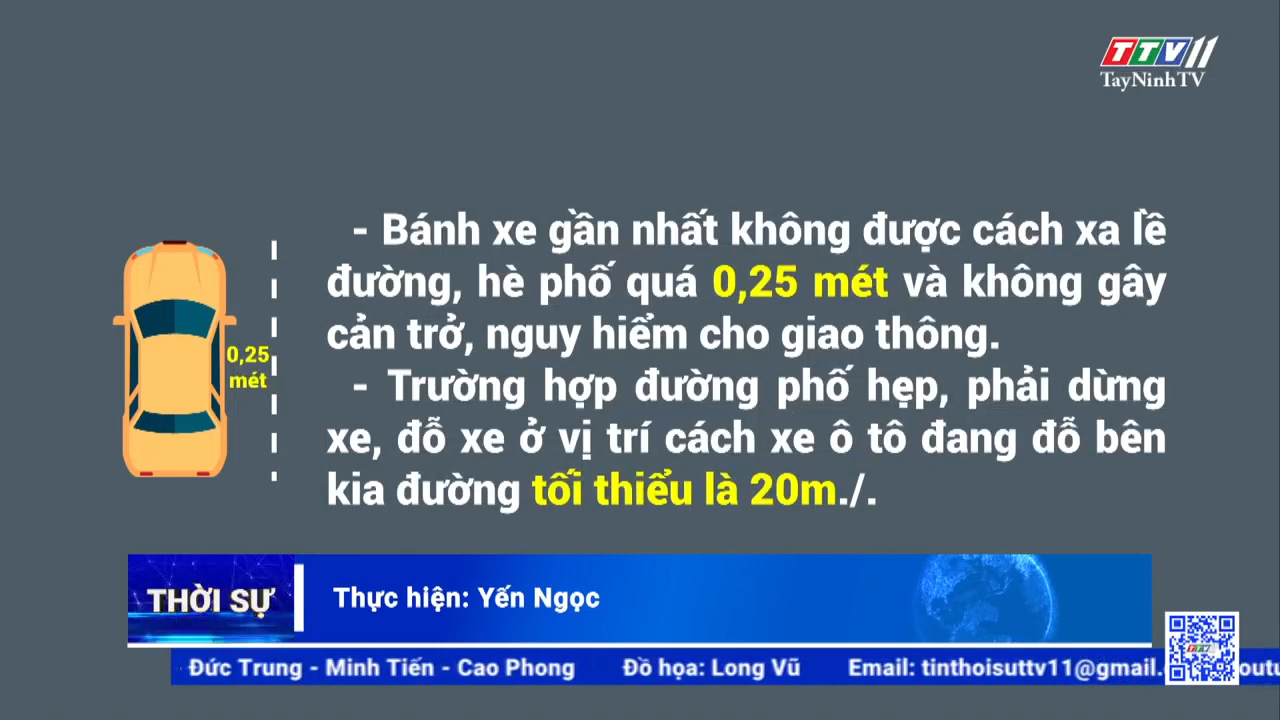 TTV11
TayNinhTV
- Bánh xe gần nhất không được cách xa lề
đường, hè phố quá 0,25 mét và không gây
cản trở, nguy hiểm cho giao thông.
- Trường hợp đường phố hẹp, phải dừng
xe, đỗ xe ở vị trí cách xe ô tô đang đỗ bên
kia đường tối thiểu là 20m./.
0,25
mét
THỜI SỰ
Thực hiện: Yến Ngọc
Đức Trung - Minh Tiến - Cao Phong Đồ họa: Long Vũ Email: tinthoisuttv11@gmail.